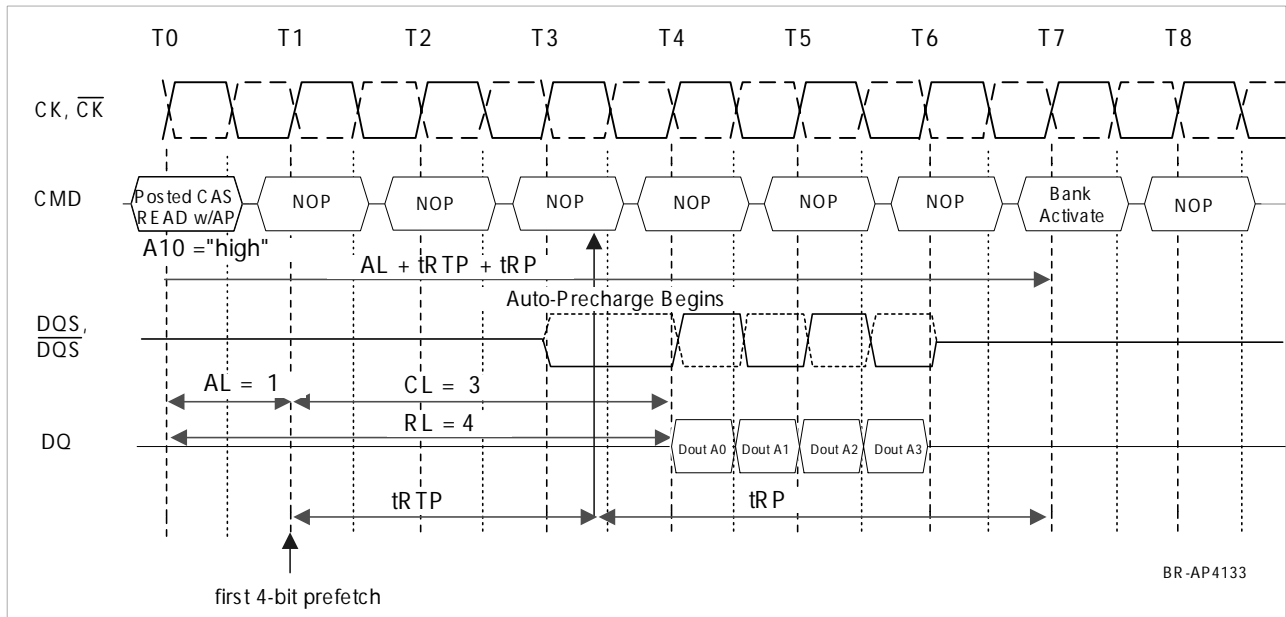 T0 T1 T2 T3 T4 T5 T6 T7 T8
CK, CK
CMD
Posted CAS
READ w/AP
NOP NOP NOP NOP NOP NOP
Bank
Activate
NOP
A10 ="high"
AL + tRTP + tRP
Auto-Precharge Begins
DQS,
DQS
AL = 1
CL = 3
RL = 4
DQ
Dout A0 Dout A1 Dout A2 Dout A3
tRTP
tRP
first 4-bit prefetch
BR-AP4133